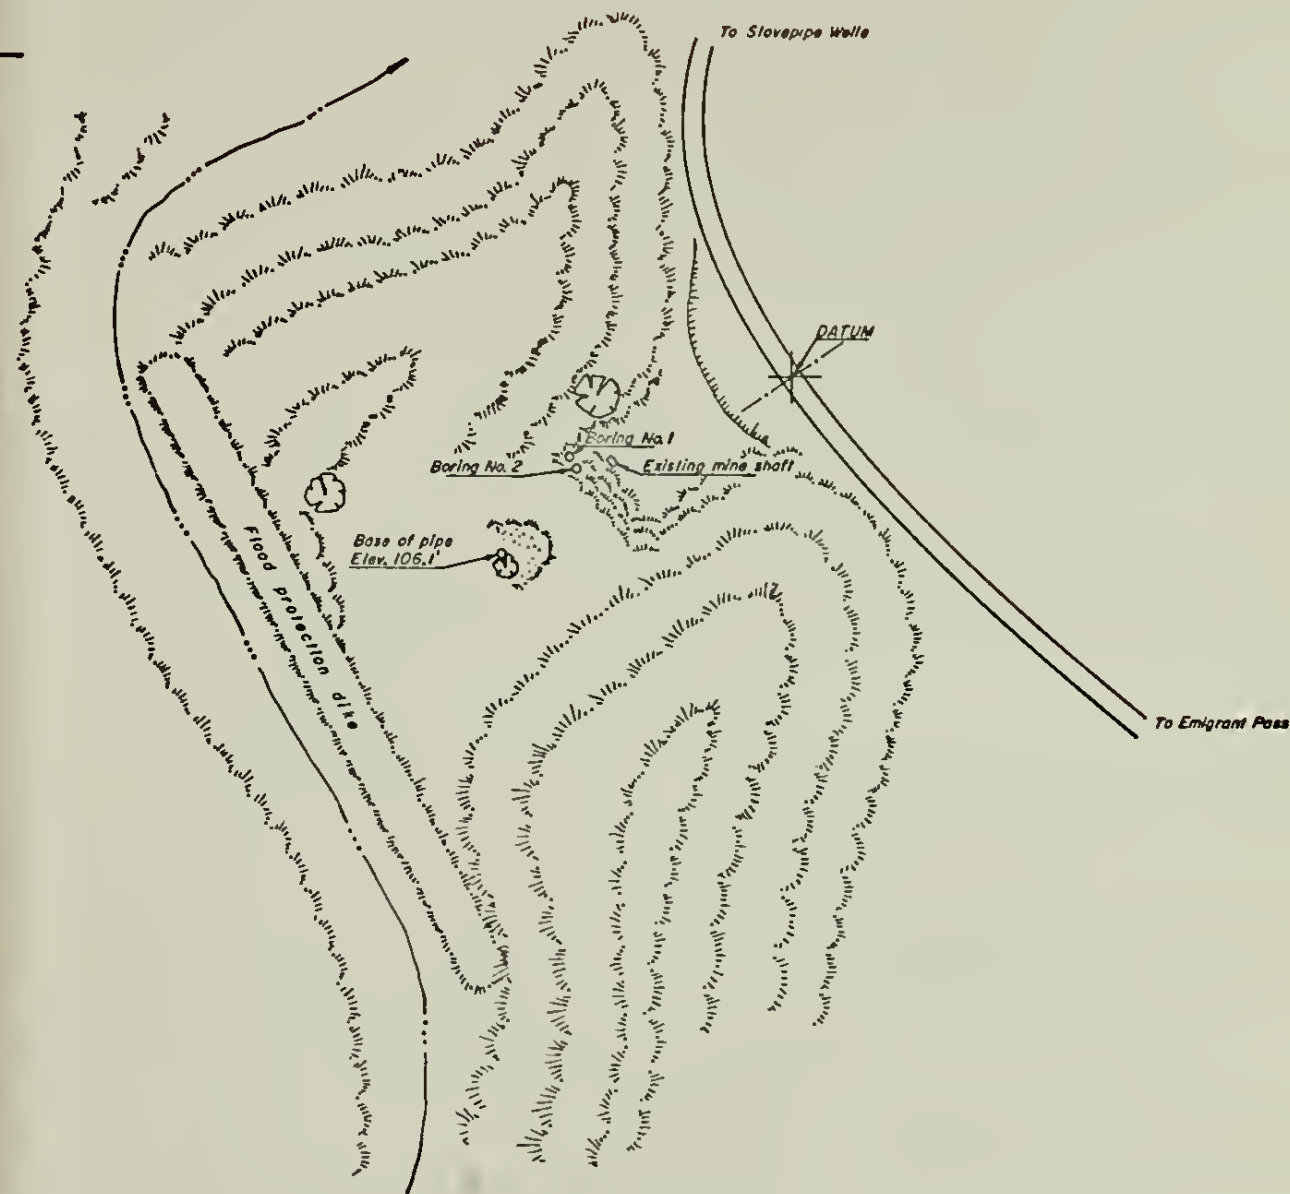 To Stovepipe Wells
DATUM
Boring No. 1
Boring No. 2
Existing mine shaft
Base of pipe
Elev. 106.1'
Flood protection dike
To Emigrant Pass